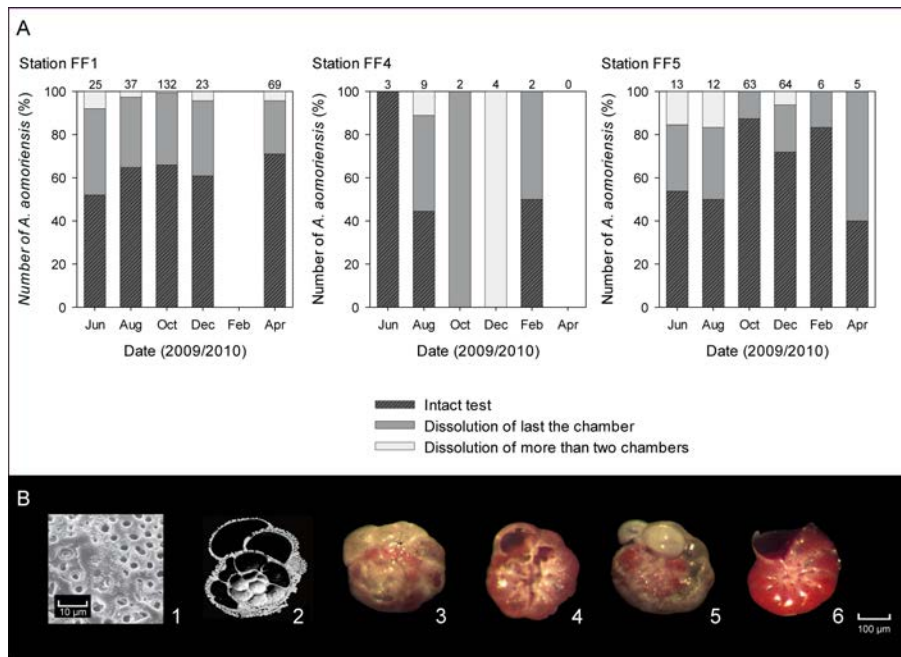 A
Station FF1
25 37 132 23 69
100
80
60
40
20
0
Number of A. aomoriensis (%)
Jun Aug Oct Dec Feb Apr
Date (2009/2010)
Station FF4
3 9 2 4 2 0
100
80
60
40
20
0
Number of A. aomoriensis (%)
Jun Aug Oct Dec Feb Apr
Date (2009/2010)
Station FF5
13 12 63 64 6 5
100
80
60
40
20
0
Number of A. aomoriensis (%)
Jun Aug Oct Dec Feb Apr
Date (2009/2010)
Intact test
Dissolution of last the chamber
Dissolution of more than two chambers
B
10 µm
1 2 3 4 5 6
100 µm